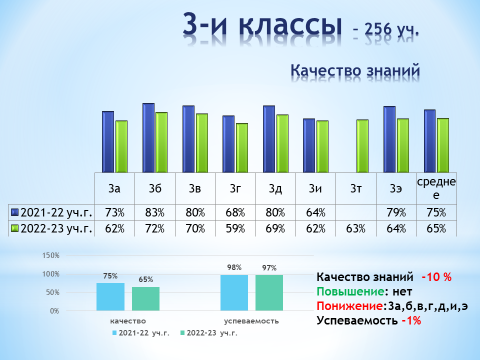 3-и классы - 256 уч.
Качество знаний
3а 3б 3в 3г 3д 3и 3т 3э средне
е
2021-22 уч.г. 73% 83% 80% 68% 80% 64% 79% 75%
2022-23 уч.г. 62% 72% 70% 59% 69% 62% 63% 64% 65%
150%
100%
50%
0%
75% 65% 98% 97%
качество успеваемость
2021-22 уч.г. 2022-23 уч.г.
Качество знаний -10 %
Повышение: нет
Понижение:3а,б,в,г,д,и,э
Успеваемость -1%